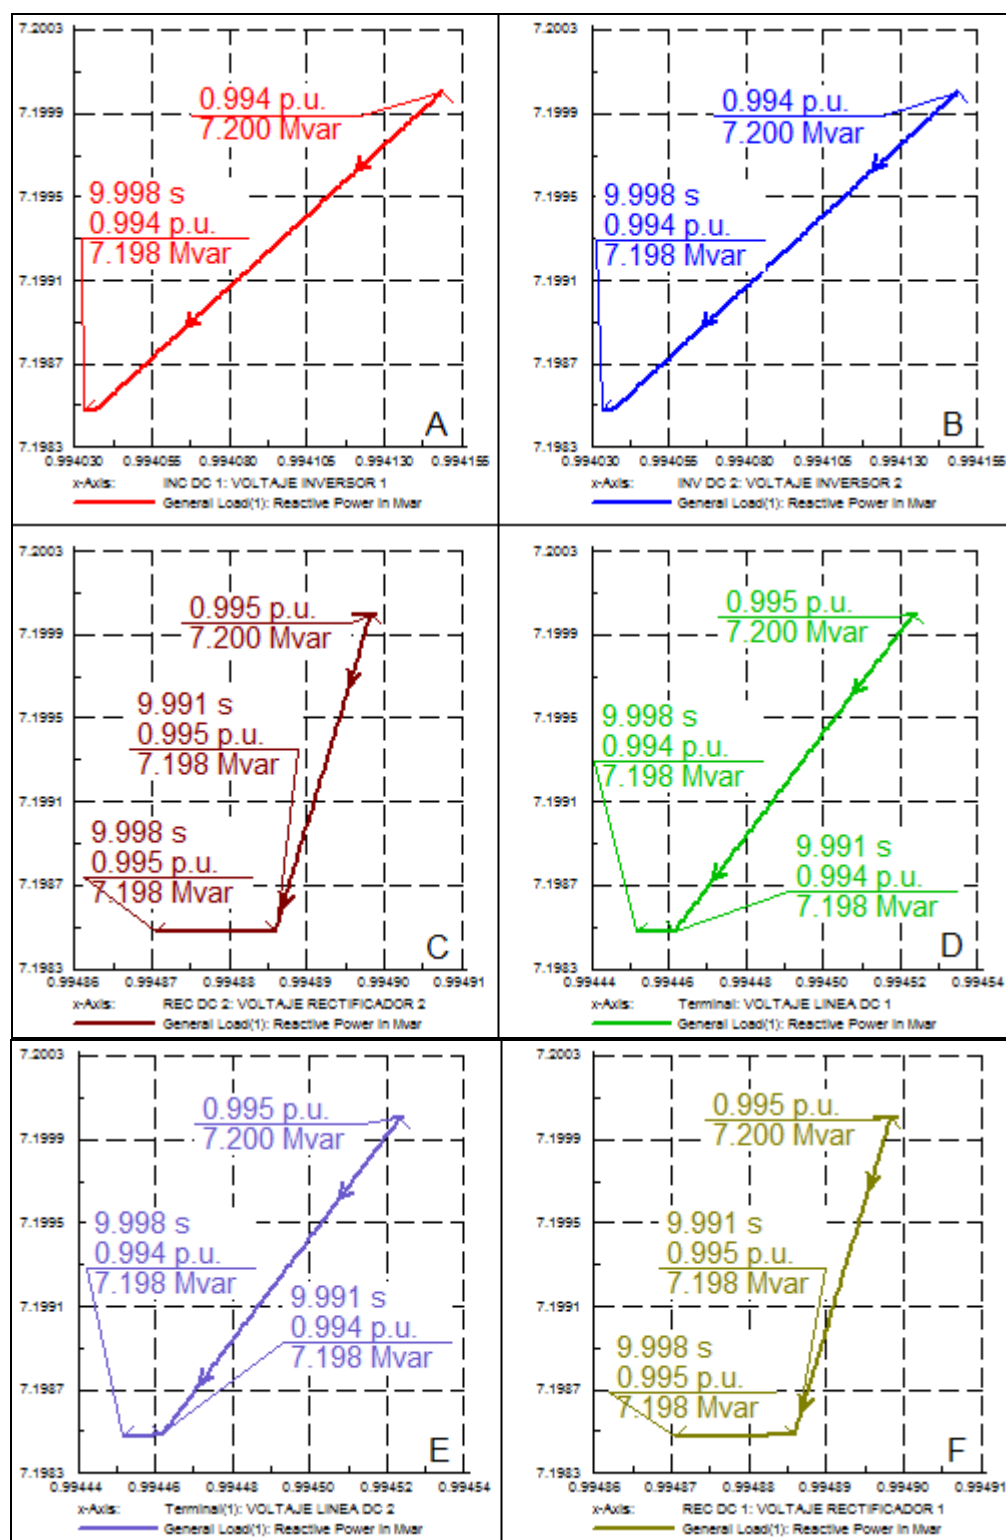 7.2003
0.994 p.u.
7.200 Mvar
7.1999
9.998 s
0.994 p.u.
7.198 Mvar
7.1995
7.1991
7.1987
A
7.1983
0.994030 0.994055 0.994080 0.994105 0.994130 0.994155
x-Axis: INC DC 1: VOLTAJE INVERSOR 1
General Load(1): Reactive Power in Mvar
7.2003
0.994 p.u.
7.200 Mvar
7.1999
9.998 s
0.994 p.u.
7.198 Mvar
7.1995
7.1991
7.1987
B
7.1983
0.994030 0.994055 0.994080 0.994105 0.994130 0.994155
x-Axis: INV DC 2: VOLTAJE INVERSOR 2
General Load(1): Reactive Power in Mvar
7.2003
0.995 p.u.
7.200 Mvar
7.1999
9.991 s
0.995 p.u.
7.198 Mvar
7.1995
7.1991
9.998 s
0.995 p.u.
7.198 Mvar
7.1987
C
7.1983
0.99486 0.99487 0.99488 0.99489 0.99490 0.99491
x-Axis: REC DC 2: VOLTAJE RECTIFICADOR 2
General Load(1): Reactive Power in Mvar
7.2003
0.995 p.u.
7.200 Mvar
7.1999
9.998 s
0.994 p.u.
7.198 Mvar
7.1995
7.1991
9.991 s
0.994 p.u.
7.198 Mvar
7.1987
D
7.1983
0.99444 0.99446 0.99448 0.99450 0.99452 0.99454
x-Axis: Terminal: VOLTAJE LINEA DC 1
General Load(1): Reactive Power in Mvar
7.2003
0.995 p.u.
7.200 Mvar
7.1999
9.998 s
0.994 p.u.
7.198 Mvar
7.1995
7.1991
9.991 s
0.994 p.u.
7.198 Mvar
7.1987
E
7.1983
0.99444 0.99446 0.99448 0.99450 0.99452 0.99454
x-Axis: Terminal(1): VOLTAJE LINEA DC 2
General Load(1): Reactive Power in Mvar
7.2003
0.995 p.u.
7.200 Mvar
7.1999
9.991 s
0.995 p.u.
7.198 Mvar
7.1995
7.1991
9.998 s
0.995 p.u.
7.198 Mvar
7.1987
F
7.1983
0.99486 0.99487 0.99488 0.99489 0.99490 0.99491
x-Axis: REC DC 1: VOLTAJE RECTIFICADOR 1
General Load(1): Reactive Power in Mvar